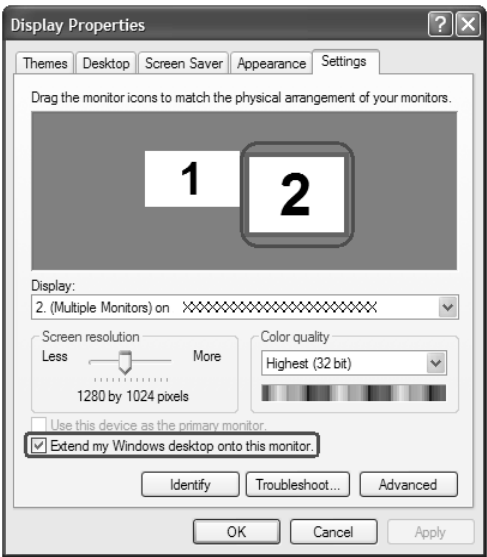 Display Properties
Themes Desktop Screen Saver Appearance Settings
Drag the monitor icons to match the physical arrangement of your monitors.
1 2
Display:
2. (Multiple Monitors) on XXXXXXXXXXXXXXXXXXXXXX
Screen resolution Color quality
Less More Highest (32 bit)
1280 by 1024 pixels
Use this device as the primary monitor.
Extend my Windows desktop onto this monitor.
Identify Troubleshoot... Advanced
OK Cancel Apply